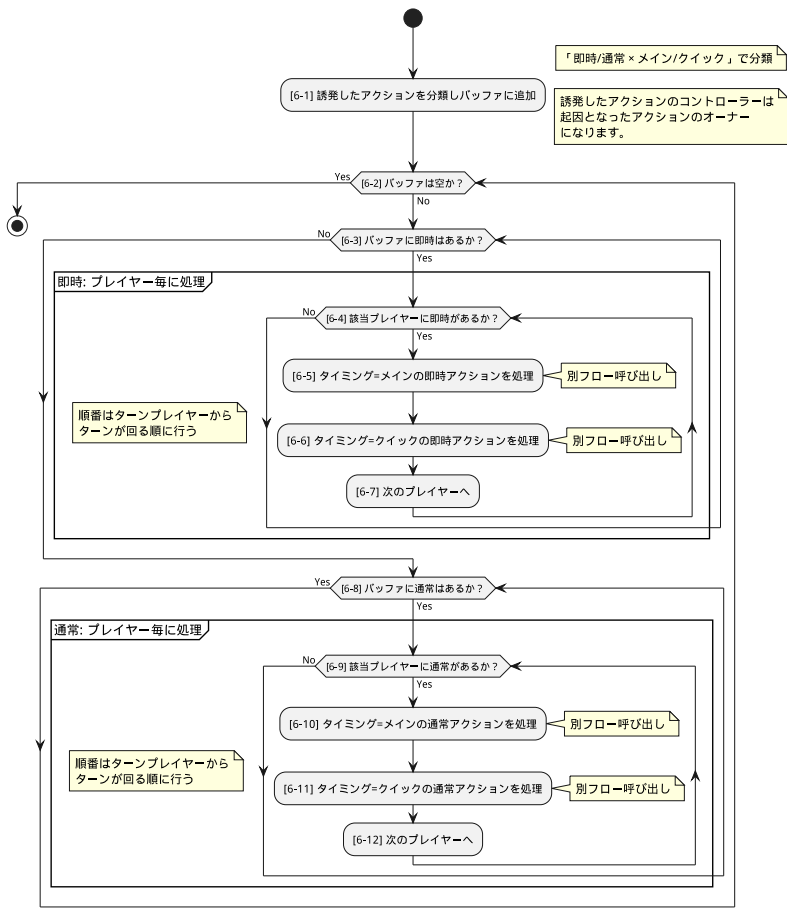 「即時/通常 × メイン/クイック」で分類
[6-1] 誘発したアクションを分類しバッファに追加
誘発したアクションのコントローラーは
起因となったアクションのオーナー
になります。
Yes
[6-2] バッファは空か？
No
No
[6-3] バッファに即時はあるか？
Yes
即時: プレイヤー毎に処理
No
[6-4] 該当プレイヤーに即時があるか？
Yes
[6-5] タイミング=メインの即時アクションを処理
別フロー呼び出し
順番はターンプレイヤーから
ターンが回る順に行う
[6-6] タイミング=クイックの即時アクションを処理
別フロー呼び出し
[6-7] 次のプレイヤーへ
Yes
[6-8] バッファに通常はあるか？
Yes
通常: プレイヤー毎に処理
No
[6-9] 該当プレイヤーに通常があるか？
Yes
[6-10] タイミング=メインの通常アクションを処理
別フロー呼び出し
順番はターンプレイヤーから
ターンが回る順に行う
[6-11] タイミング=クイックの通常アクションを処理
別フロー呼び出し
[6-12] 次のプレイヤーへ